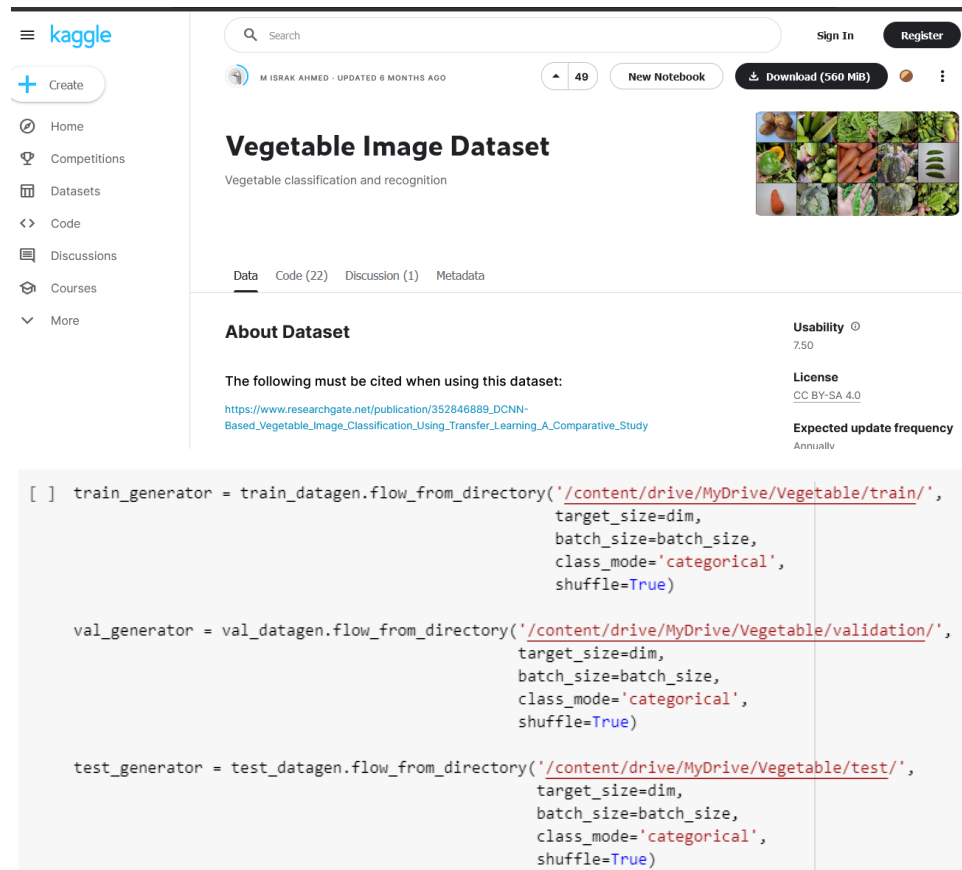 kaggle
Search
Sign In
Register
Create
M ISRAK AHMED · UPDATED 6 MONTHS AGO
49
New Notebook
Download (560 MiB)
Home
Competitions
Datasets
Code
Discussions
Courses
More
Vegetable Image Dataset
Vegetable classification and recognition
Data Code (22) Discussion (1) Metadata
About Dataset
The following must be cited when using this dataset:
https://www.researchgate.net/publication/352846889_DCNN-
Based_Vegetable_Image_Classification_Using_Transfer_Learning_A_Comparative_Study
Usability
7.50
License
CC BY-SA 4.0
Expected update frequency
Annually
[ ] train_generator = train_datagen.flow_from_directory('/content/drive/MyDrive/Vegetable/train/',
target_size=dim,
batch_size=batch_size,
class_mode='categorical',
shuffle=True)
val_generator = val_datagen.flow_from_directory('/content/drive/MyDrive/Vegetable/validation/',
target_size=dim,
batch_size=batch_size,
class_mode='categorical',
shuffle=True)
test_generator = test_datagen.flow_from_directory('/content/drive/MyDrive/Vegetable/test/',
target_size=dim,
batch_size=batch_size,
class_mode='categorical',
shuffle=True)